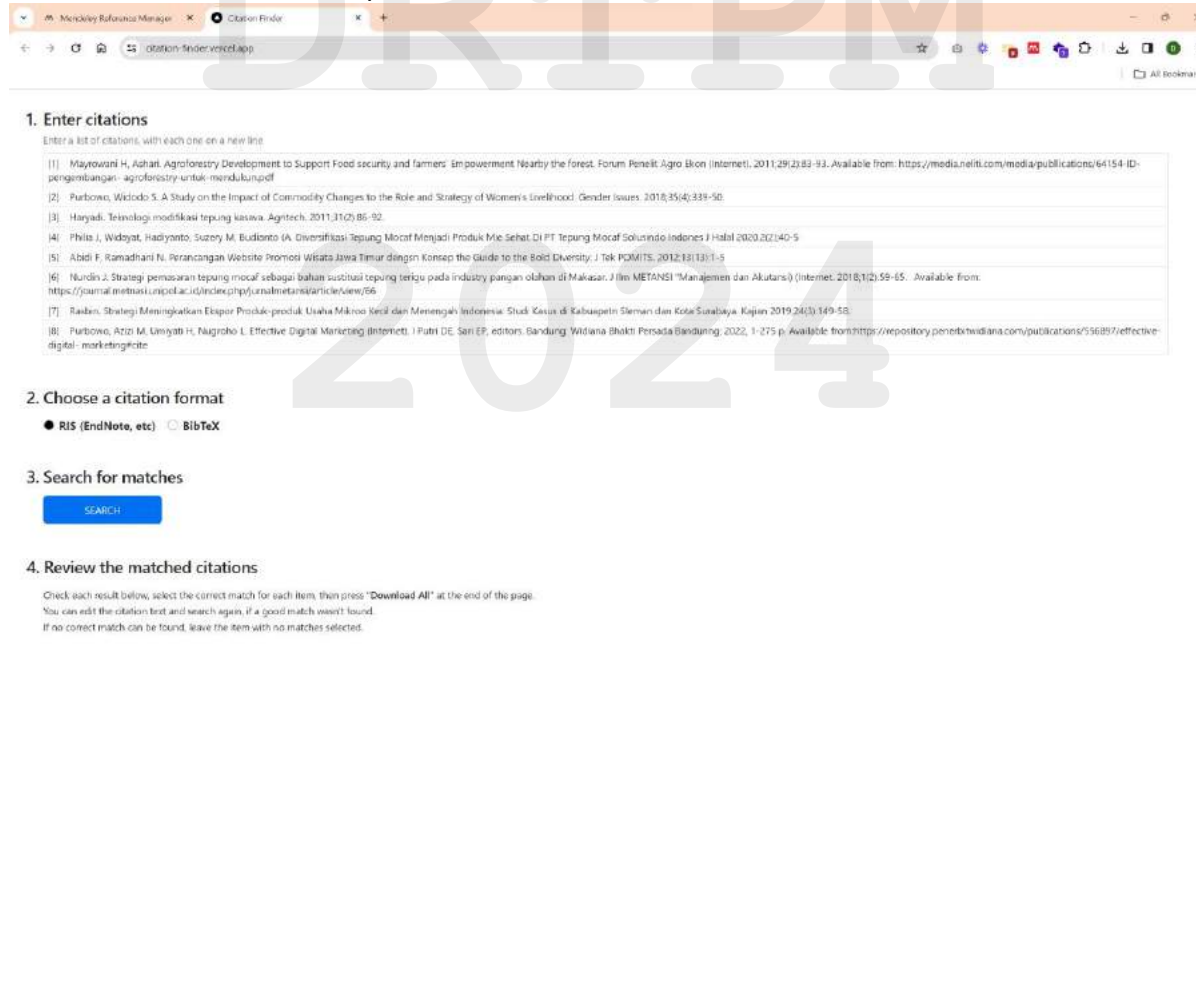 DRTPM
Mendeley Reference Manager
Citation Finder
citation-finder.vercel.app
All Bookmar
1. Enter citations
Enter a list of citations, with each one on a new line
[1] Mayrowani H, Ashari. Agroforestry Development to Support Food security and farmers' Empowerment Nearby the forest. Forum Penelit Agro Ekon (Internet). 2011;29(2):83-93. Available from: https://media.neliti.com/media/publlications/64154-ID-
pengembangan- agroforestry-untuk-mendukun.pdf
[2] Purbowo, Widodo S. A Study on the Impact of Commodity Changes to the Role and Strategy of Women's Livelihood. Gender Issues. 2018;35(4):339-50.
[3] Haryadi. Teknologi modifikasi tepung kasava. Agritech. 2011;31(2):86-92.
[4] Philia J, Widayat, Hadiyanto, Suzery M, Budianto IA. Diversifikasi Tepung Mocaf Menjadi Produk Mie Sehat Di PT Tepung Mocaf Solusindo Indones J Halal 2020.2(2):40-5
[5] Abidi F, Ramadhani N. Perancangan Website Promosi Wisata Jawa Timur dengsn Konsep the Guide to the Bold Diversity. J Tek POMITS. 2012;13(13):1-5
[6] Nurdin J. Strategi pemasaran tepung mocaf sebagai bahan sustitusi tepung terigu pada industry pangan olahan di Makasar. J Ilm METANSI "Manajemen dan Akutansi) (Internet. 2018;1(2):59-65. Available from:
https://journal.metnasi.unipol.ac.id/index.php/jurnalmetansi/article/view/66
[7] Rasbin. Strategi Meningkatkan Ekspor Produk-produk Usaha Mikroo Kecil dan Menengah Indonesia: Studi Kasus di Kabuapetn Sleman dan Kota Surabaya. Kajian 2019.24(3).149-58.
[8] Purbowo, Azizi M, Umiyati H, Nugroho L. Effective Digital Marketing (Internet). I Putri DE, Sari EP, editors. Bandung: Widiana Bhakti Persada Bandunng; 2022, 1-275 p. Available from:https://repository.penerbitwidiana.com/publications/556897/effective-
digital- marketing#cite
2024
2. Choose a citation format
RIS (EndNote, etc) BibTeX
3. Search for matches
SEARCH
4. Review the matched citations
Check each result below, select the correct match for each item, then press "Download All" at the end of the page.
You can edit the citation text and search again, if a good match wasn't found.
If no correct match can be found, leave the item with no matches selected.